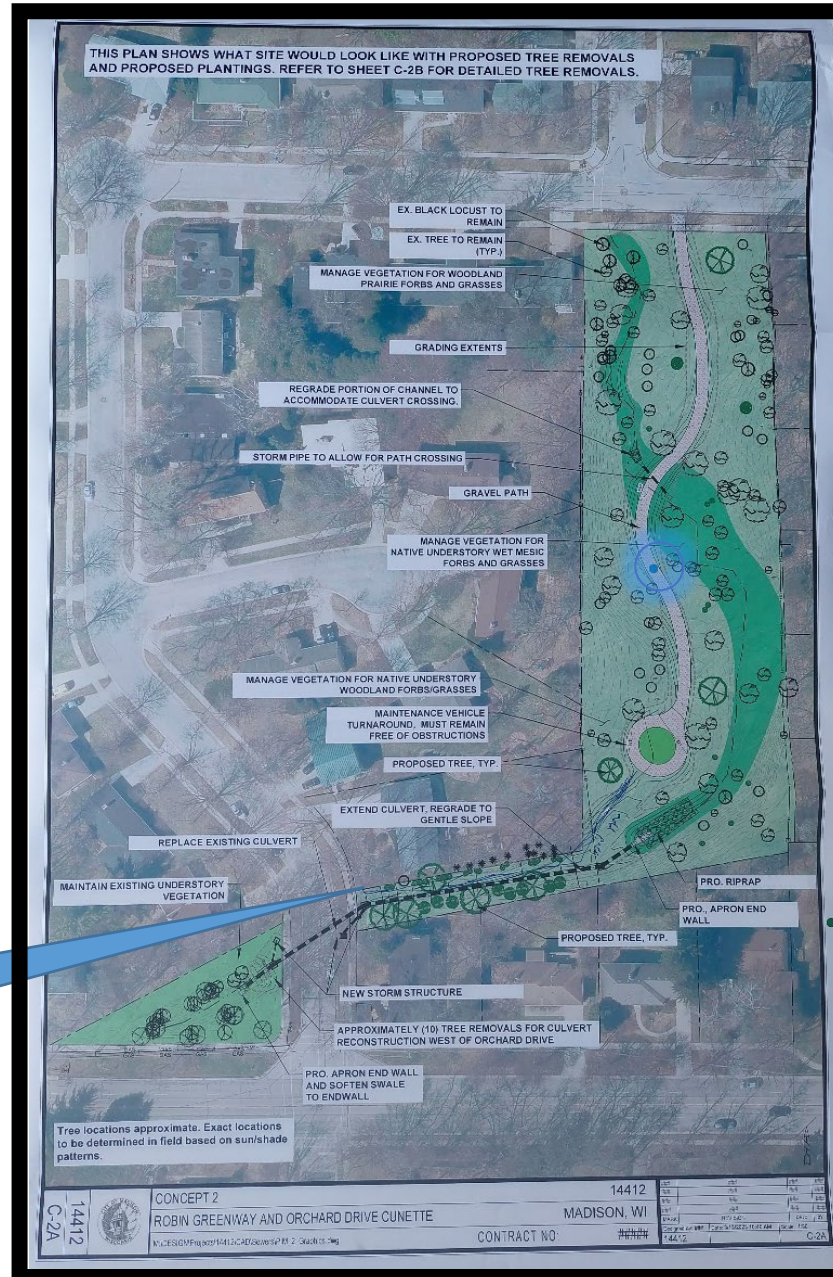 THIS PLAN SHOWS WHAT SITE WOULD LOOK LIKE WITH PROPOSED TREE REMOVALS
AND PROPOSED PLANTINGS. REFER TO SHEET C-2B FOR DETAILED TREE REMOVALS.
EX. BLACK LOCUST TO
REMAIN
EX. TREE TO REMAIN
(TYP.)
MANAGE VEGETATION FOR WOODLAND
PRAIRIE FORBS AND GRASSES
GRADING EXTENTS
REGRADE PORTION OF CHANNEL TO
ACCOMMODATE CULVERT CROSSING.
STORM PIPE TO ALLOW FOR PATH CROSSING
GRAVEL PATH
MANAGE VEGETATION FOR
NATIVE UNDERSTORY WET MESIC
FORBS AND GRASSES
MANAGE VEGETATION FOR NATIVE UNDERSTORY
WOODLAND FORBS/GRASSES
MAINTENANCE VEHICLE
TURNAROUND, MUST REMAIN
FREE OF OBSTRUCTIONS
PROPOSED TREE, TYP.
EXTEND CULVERT, REGRADE TO
GENTLE SLOPE
REPLACE EXISTING CULVERT
MAINTAIN EXISTING UNDERSTORY
VEGETATION
PRO. RIPRAP
PRO., APRON END
WALL
PROPOSED TREE, TYP.
NEW STORM STRUCTURE
APPROXIMATELY (10) TREE REMOVALS FOR CULVERT
RECONSTRUCTION WEST OF ORCHARD DRIVE
PRO. APRON END WALL
AND SOFTEN SWALE
TO ENDWALL
Tree locations approximate. Exact locations
to be determined in field based on sun/shade
patterns.
14412
C-2A
CONCEPT 2
14412
ROBIN GREENWAY AND ORCHARD DRIVE CUNETTE
MADISON, WI
CONTRACT NO:
14412
C-2A